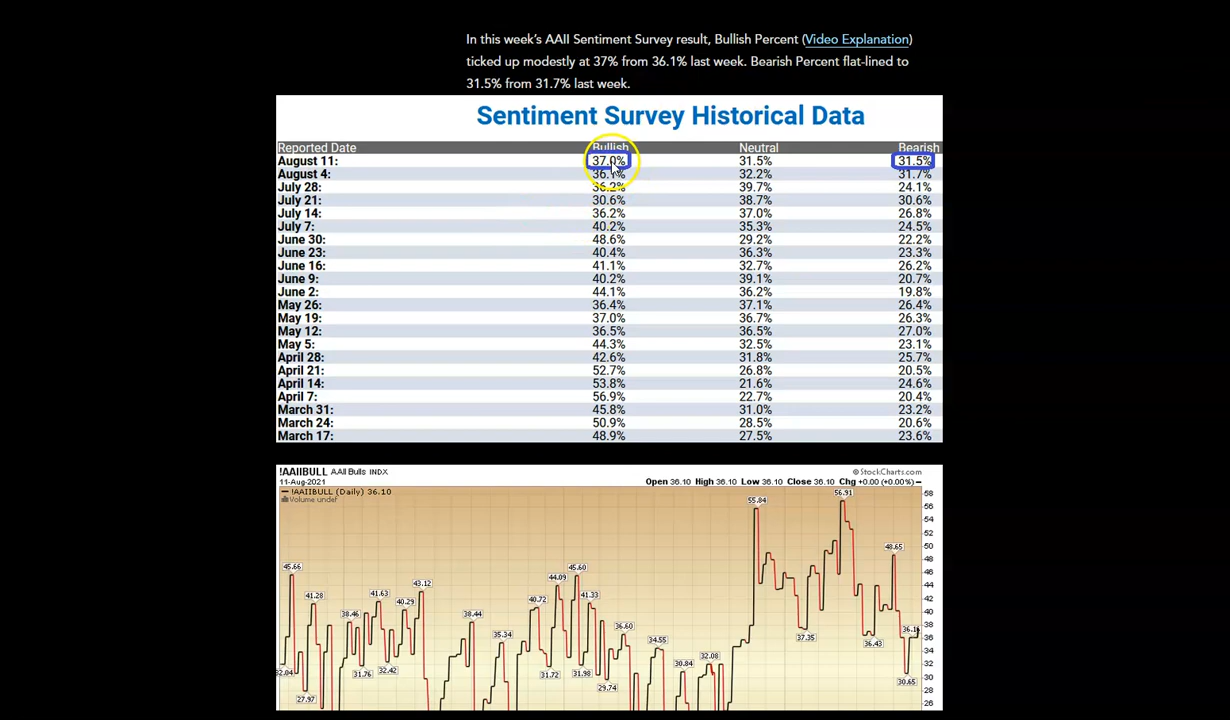 In this week's AAII Sentiment Survey result, Bullish Percent (Video Explanation)
ticked up modestly at 37% from 36.1% last week. Bearish Percent flat-lined to
31.5% from 31.7% last week.
Sentiment Survey Historical Data
Reported Date Bullish Neutral Bearish
August 11: 37.0% 31.5% 31.5%
August 4: 36.1% 32.2% 31.7%
July 28: 36.2% 39.7% 24.1%
July 21: 30.6% 38.7% 30.6%
July 14: 36.2% 37.0% 26.8%
July 7: 40.2% 35.3% 24.5%
June 30: 48.6% 29.2% 22.2%
June 23: 40.4% 36.3% 23.3%
June 16: 41.1% 32.7% 26.2%
June 9: 40.2% 39.1% 20.7%
June 2: 44.1% 36.2% 19.8%
May 26: 36.4% 37.1% 26.4%
May 19: 37.0% 36.7% 26.3%
May 12: 36.5% 36.5% 27.0%
May 5: 44.3% 32.5% 23.1%
April 28: 42.6% 31.8% 25.7%
April 21: 52.7% 26.8% 20.5%
April 14: 53.8% 21.6% 24.6%
April 7: 56.9% 22.7% 20.4%
March 31: 45.8% 31.0% 23.2%
March 24: 50.9% 28.5% 20.6%
March 17: 48.9% 27.5% 23.6%
!AAIIBULL AAII Bulls INDX © StockCharts.com
11-Aug-2021 Open 36.10 High 36.10 Low 36.10 Close 36.10 Chg +0.00 (+0.00%)
!AAIIBULL (Daily) 36.10
Volume undef
58
56.91
55.84
56
54
52
50
48.65
48
45.66 45.60
46
44.09
44
43.12
42
41.28 41.63 41.33
40.29 40.72
40
38.46 38.44
38
37.35
36.60 36.43 36.1
35.34 34.55
34
32.04 31.76 32.42 31.72 31.98 32.08
32
30.84 30.65
29.74
28
27.97
26